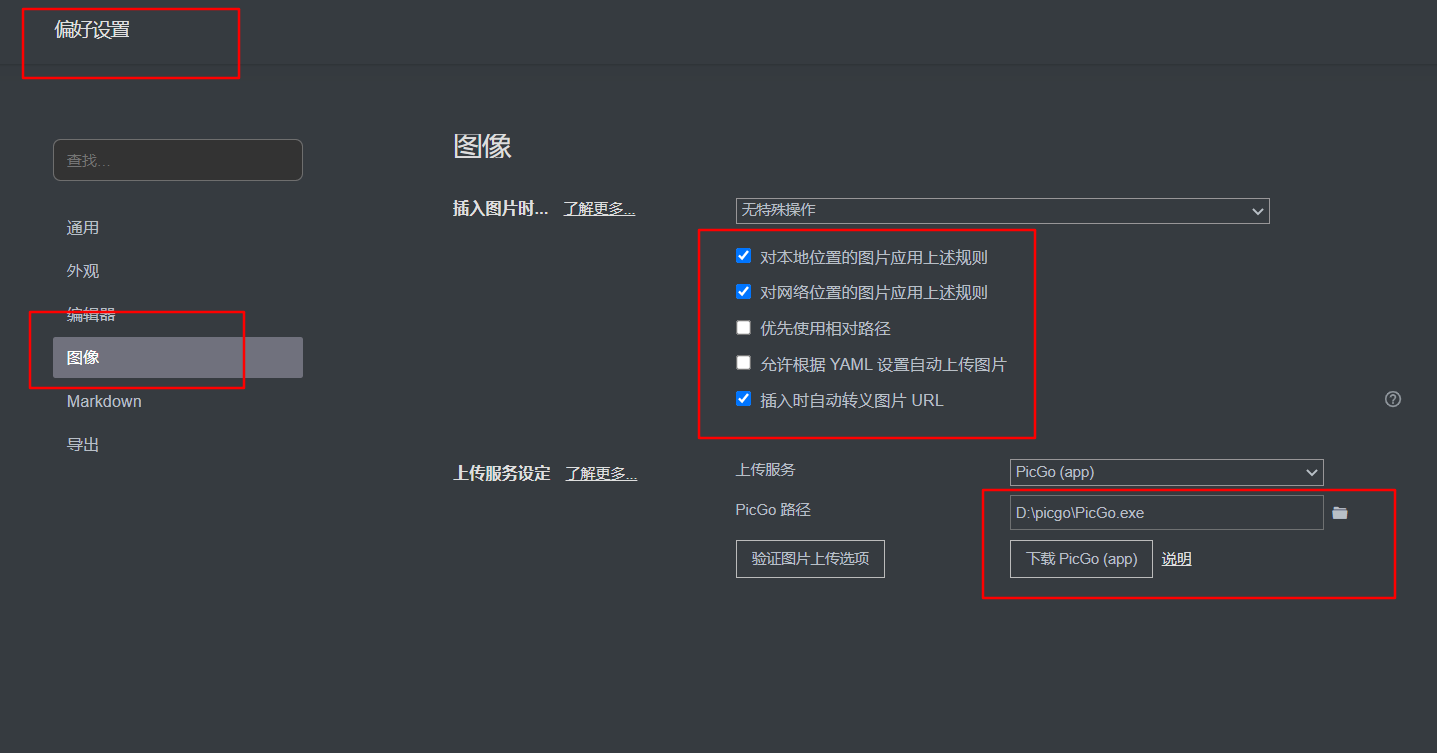 偏好设置
查找...
通用
外观
编辑器
图像
Markdown
导出
图像
插入图片时... 了解更多... 无特殊操作
对本地位置的图片应用上述规则
对网络位置的图片应用上述规则
优先使用相对路径
允许根据 YAML 设置自动上传图片
插入时自动转义图片 URL
上传服务设定 了解更多... 上传服务 PicGo (app)
PicGo 路径 D:\picgo\PicGo.exe
验证图片上传选项 下载 PicGo (app) 说明